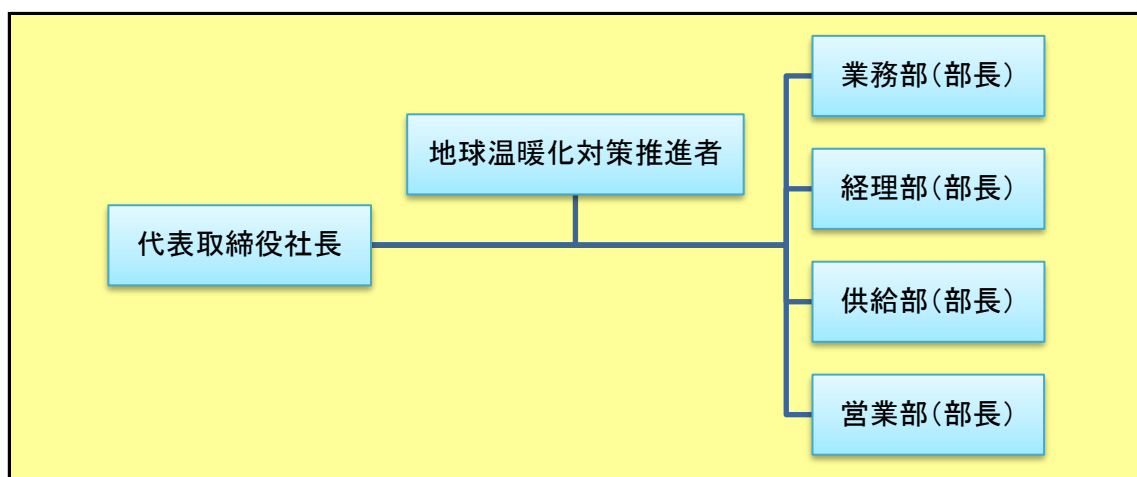 代表取締役社長
地球温暖化対策推進者
業務部（部長）
経理部（部長）
供給部（部長）
営業部（部長）